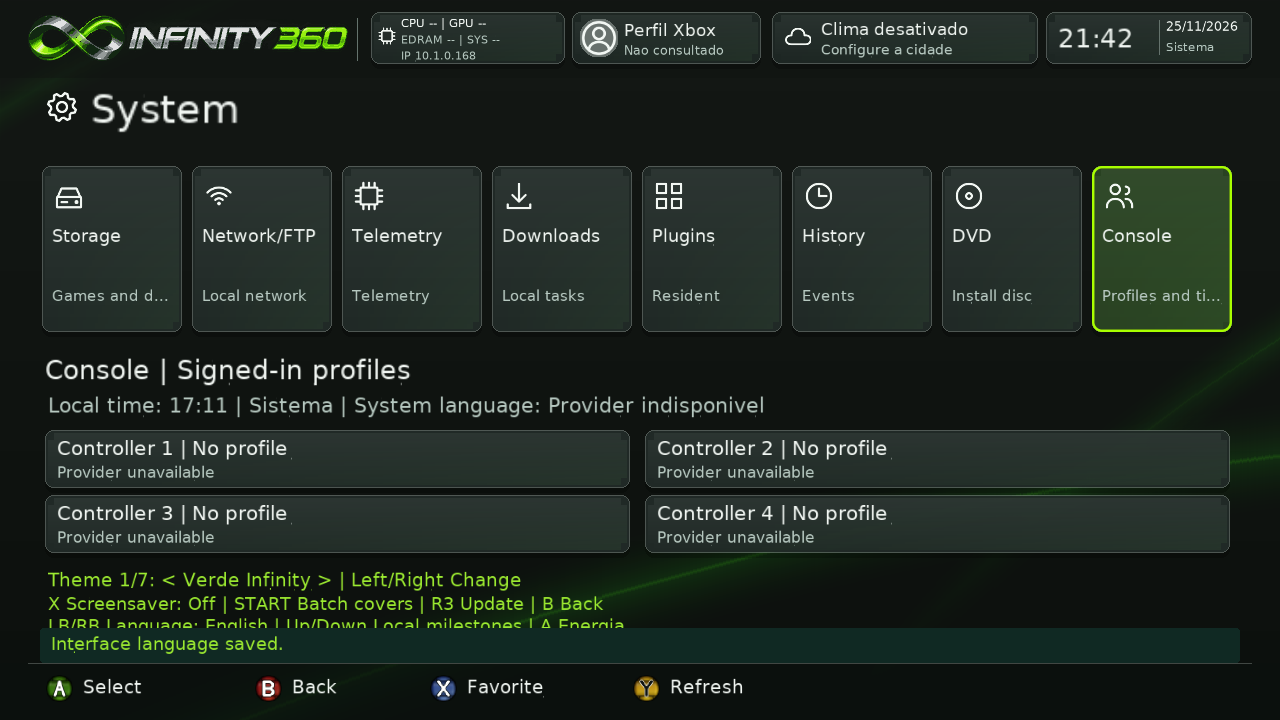 INFINITY 360
CPU -- | GPU --
EDRAM -- | SYS --
IP 10.1.0.168
Perfil Xbox
Nao consultado
Clima desativado
Configure a cidade
21:42
25/11/2026
Sistema
System
Storage
Games and d...
Network/FTP
Local network
Telemetry
Telemetry
Downloads
Local tasks
Plugins
Resident
History
Events
DVD
Install disc
Console
Profiles and ti...
Console | Signed-in profiles
Local time: 17:11 | Sistema | System language: Provider indisponivel
Controller 1 | No profile
Provider unavailable
Controller 2 | No profile
Provider unavailable
Controller 3 | No profile
Provider unavailable
Controller 4 | No profile
Provider unavailable
Theme 1/7: < Verde Infinity > | Left/Right Change
X Screensaver: Off | START Batch covers | R3 Update | B Back
LB/RB Language: English | Up/Down Local milestones | A Energia
Interface language saved.
A Select
B Back
X Favorite
Y Refresh